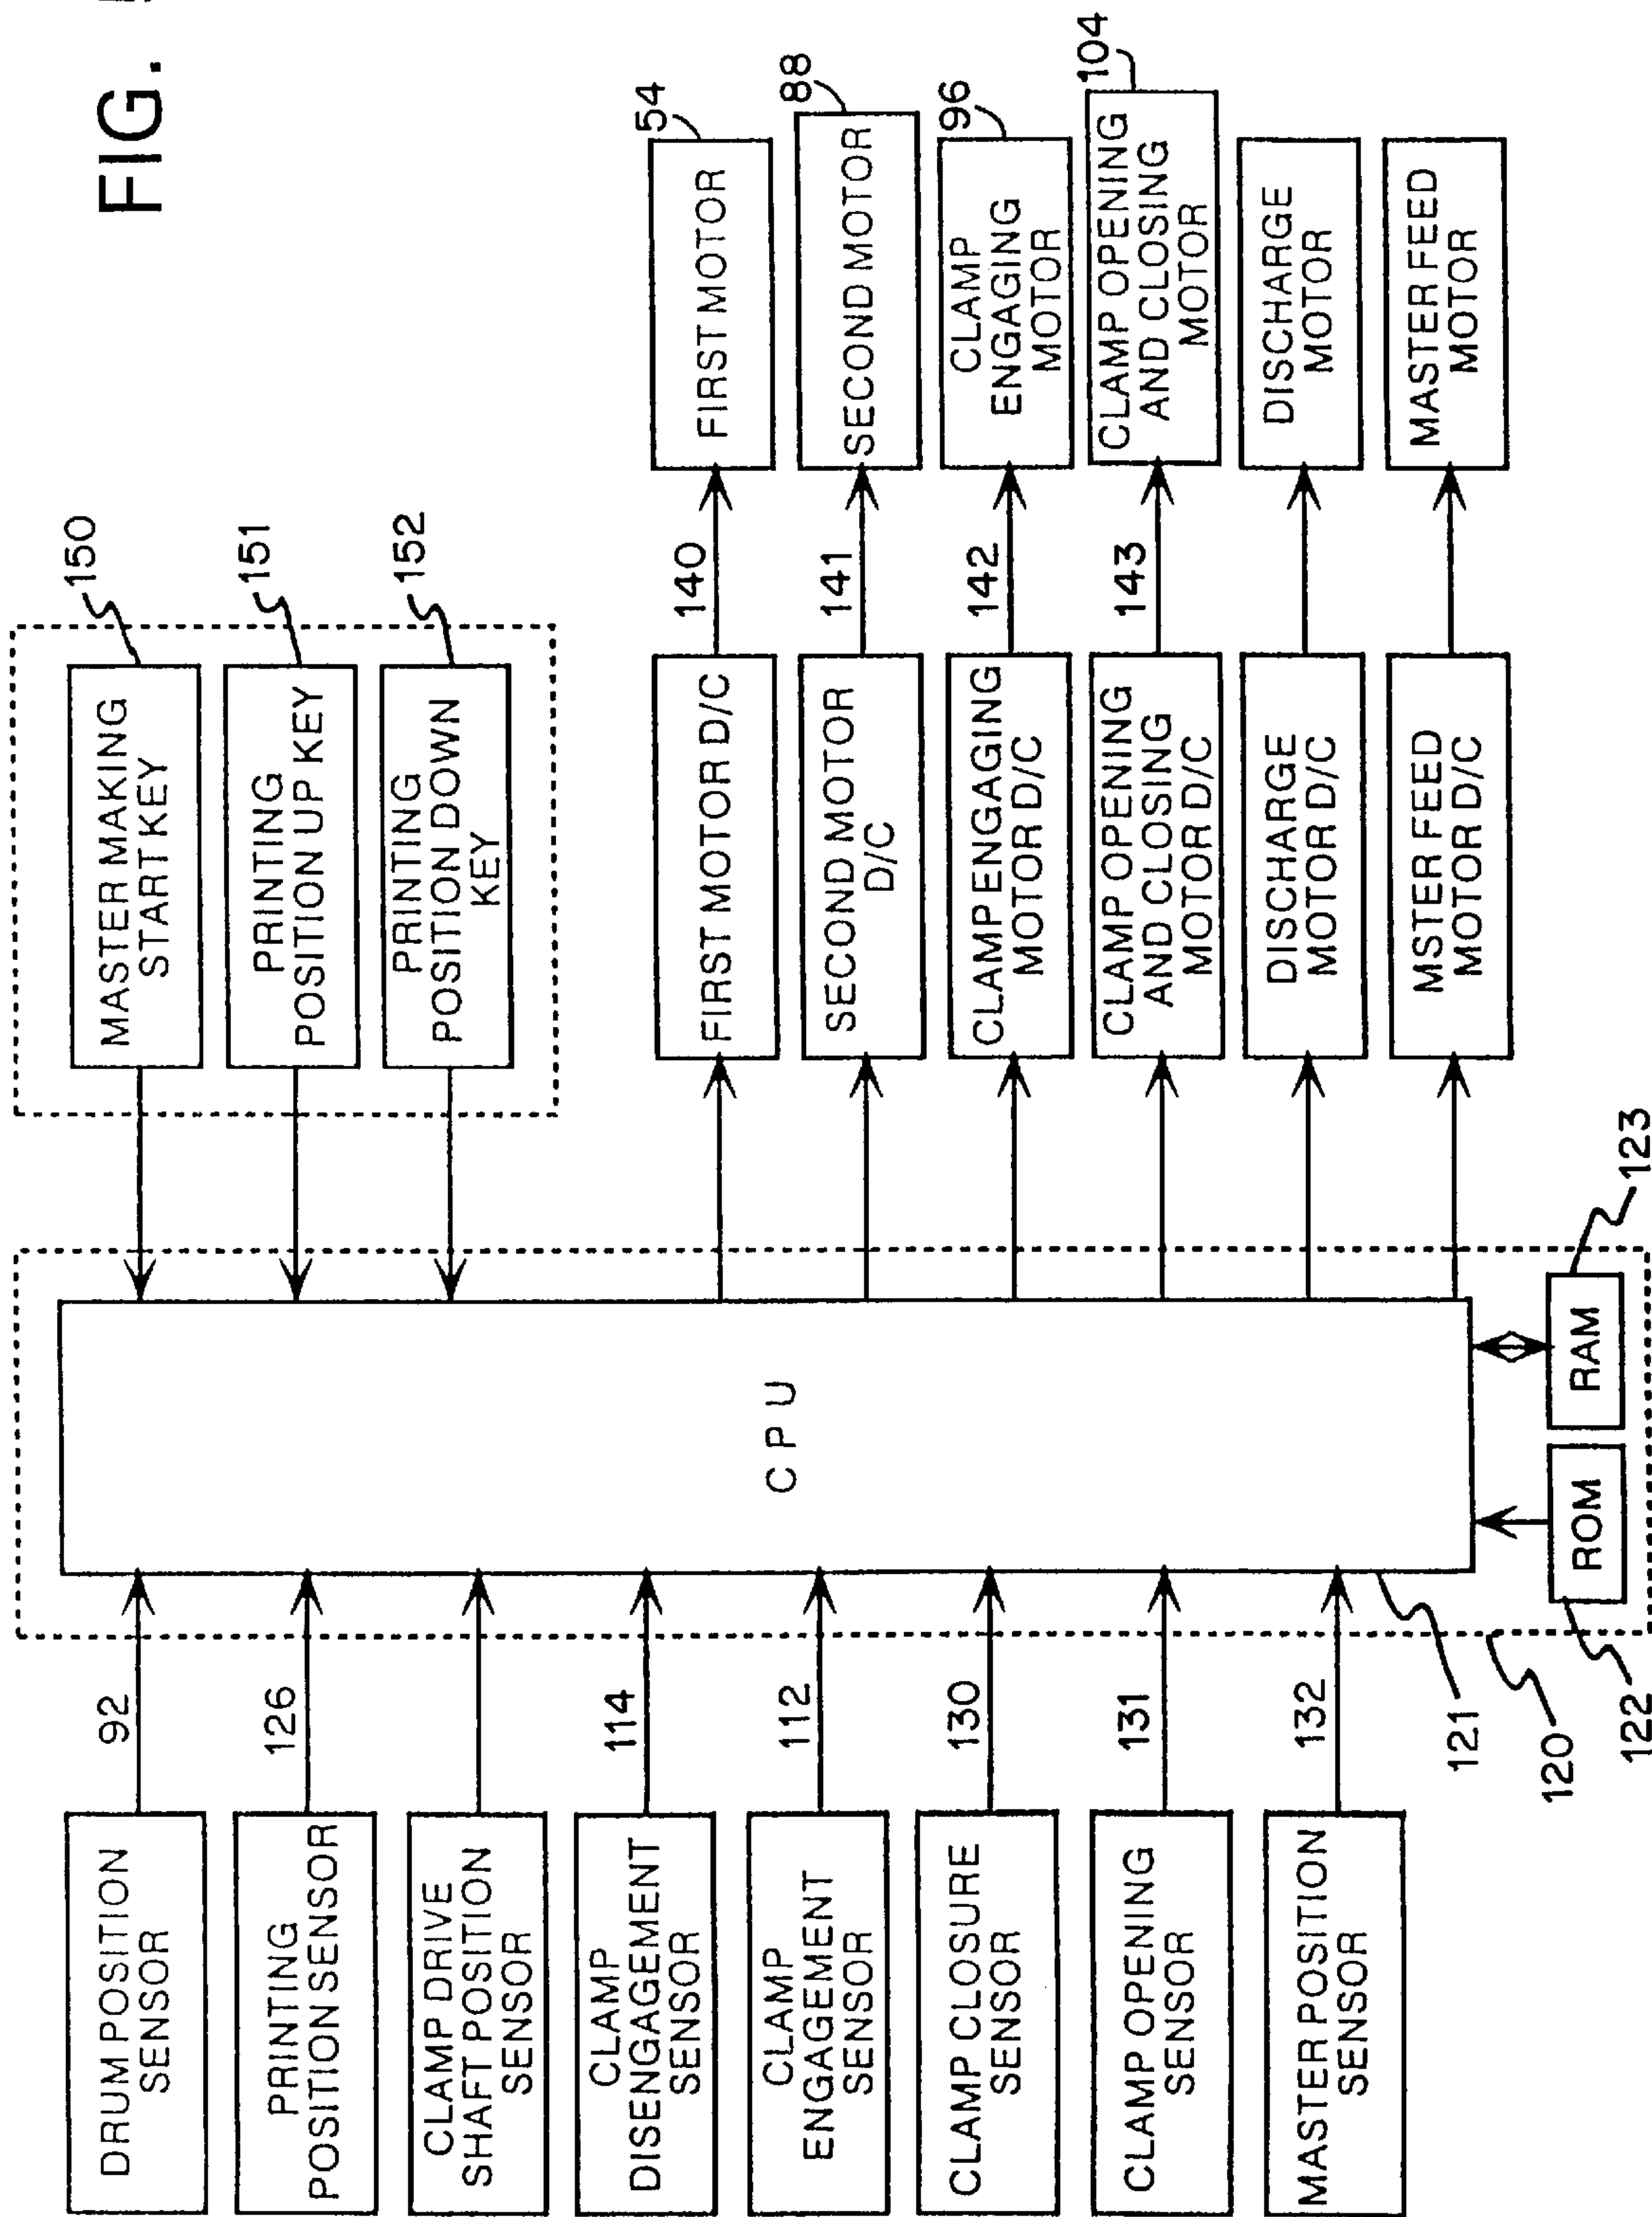 FIG.
DRUM POSITION
SENSOR
92
PRINTING
POSITION SENSOR
126
CLAMP DRIVE
SHAFT POSITION
SENSOR
CLAMP
DISENGAGEMENT
SENSOR
114
CLAMP
ENGAGEMENT
SENSOR
112
CLAMP CLOSURE
SENSOR
130
CLAMP OPENING
SENSOR
131
MASTER POSITION
SENSOR
132
CPU
121
120
ROM
122
RAM
123
MASTER MAKING
START KEY
150
PRINTING
POSITION UP KEY
151
PRINTING
POSITION DOWN
KEY
152
FIRST MOTOR D/C
140
FIRST MOTOR
54
SECOND MOTOR
D/C
141
SECOND MOTOR
88
CLAMP ENGAGING
MOTOR D/C
142
CLAMP
ENGAGING
MOTOR
96
CLAMP OPENING
AND CLOSING
MOTOR D/C
143
CLAMP OPENING
AND CLOSING
MOTOR
104
DISCHARGE
MOTOR D/C
DISCHARGE
MOTOR
MSTER FEED
MOTOR D/C
MASTER FEED
MOTOR